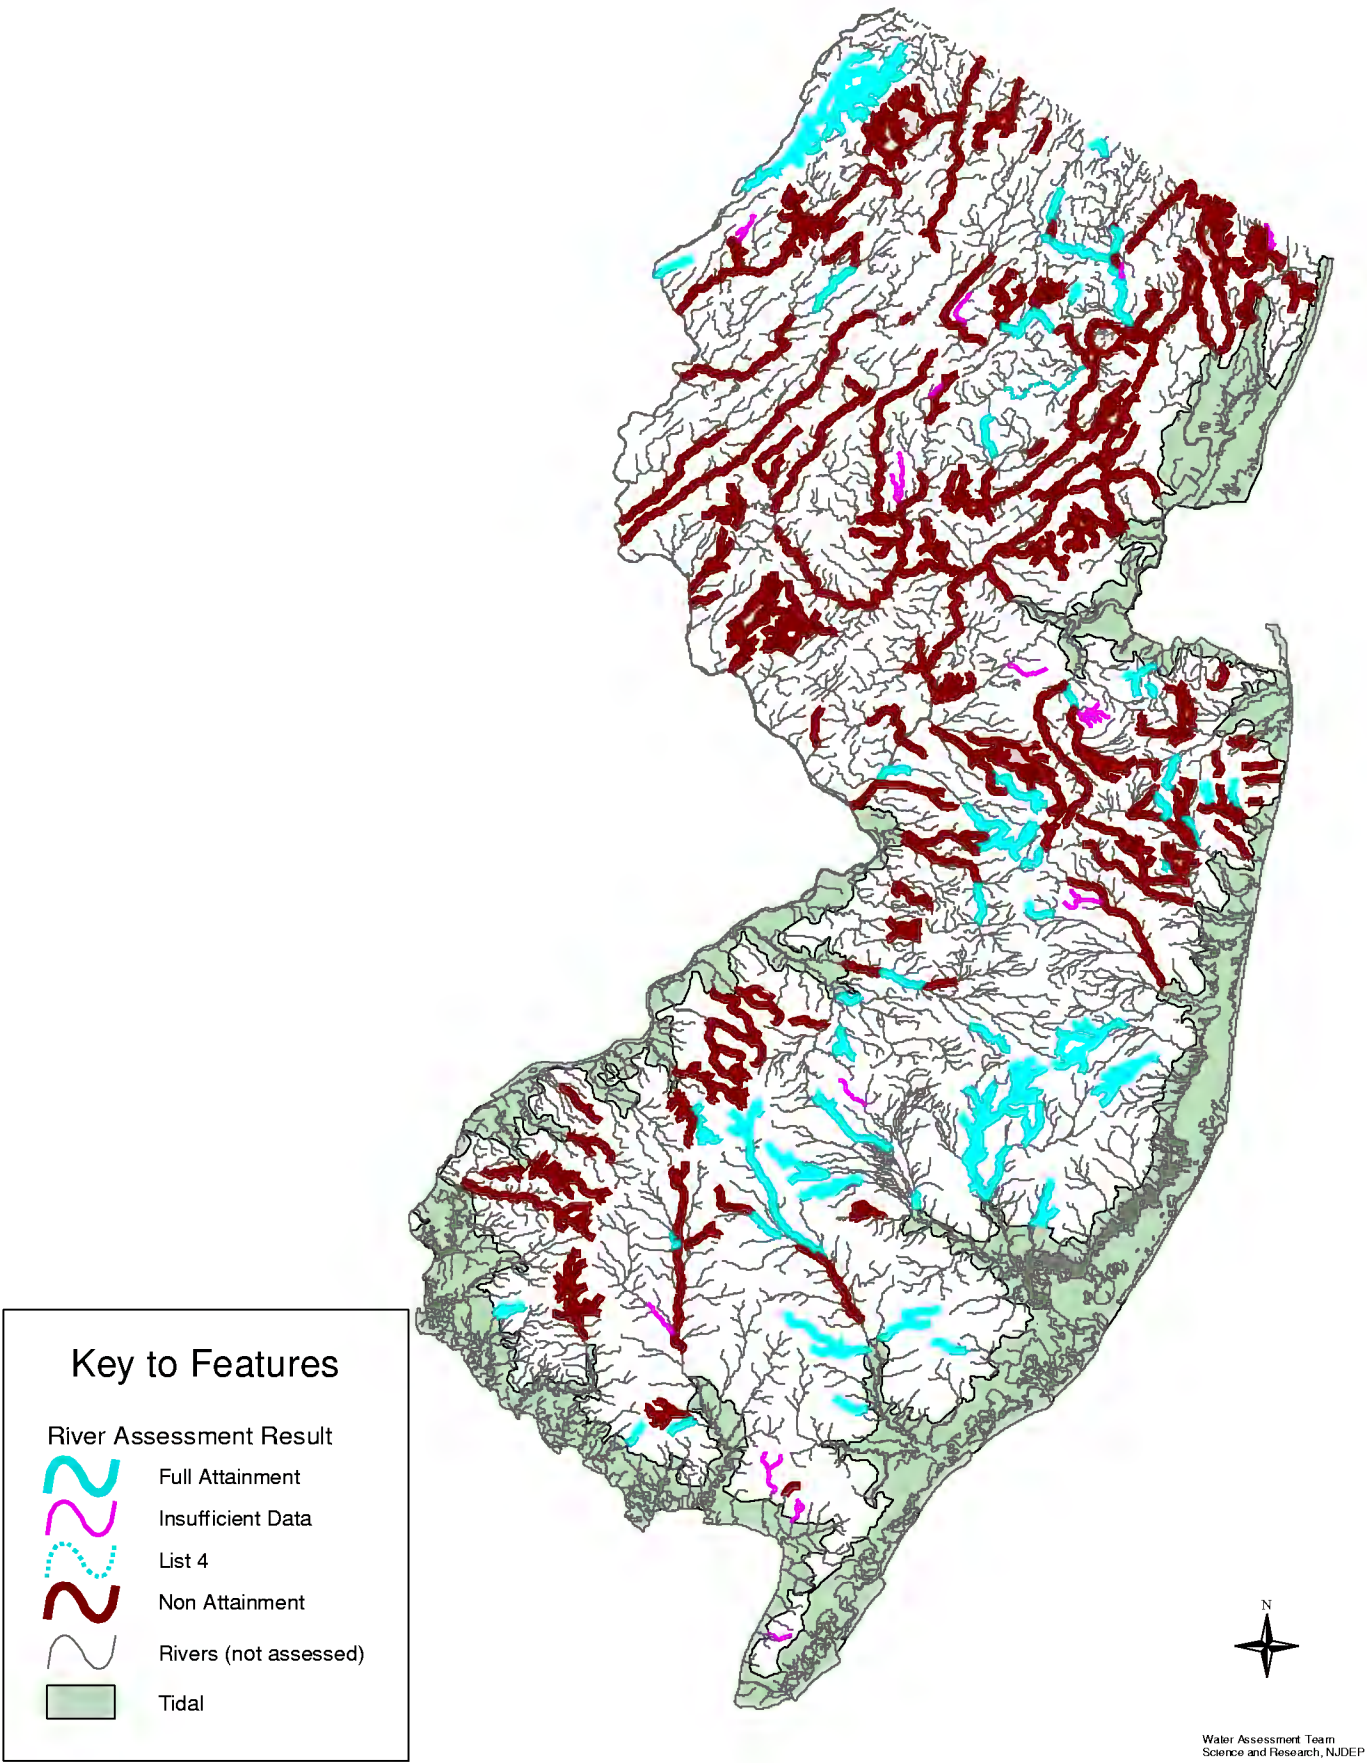 Key to Features
River Assessment Result
Full Attainment
Insufficient Data
List 4
Non Attainment
Rivers (not assessed)
Tidal
N
Water Assessment Team
Science and Research, NJDEP